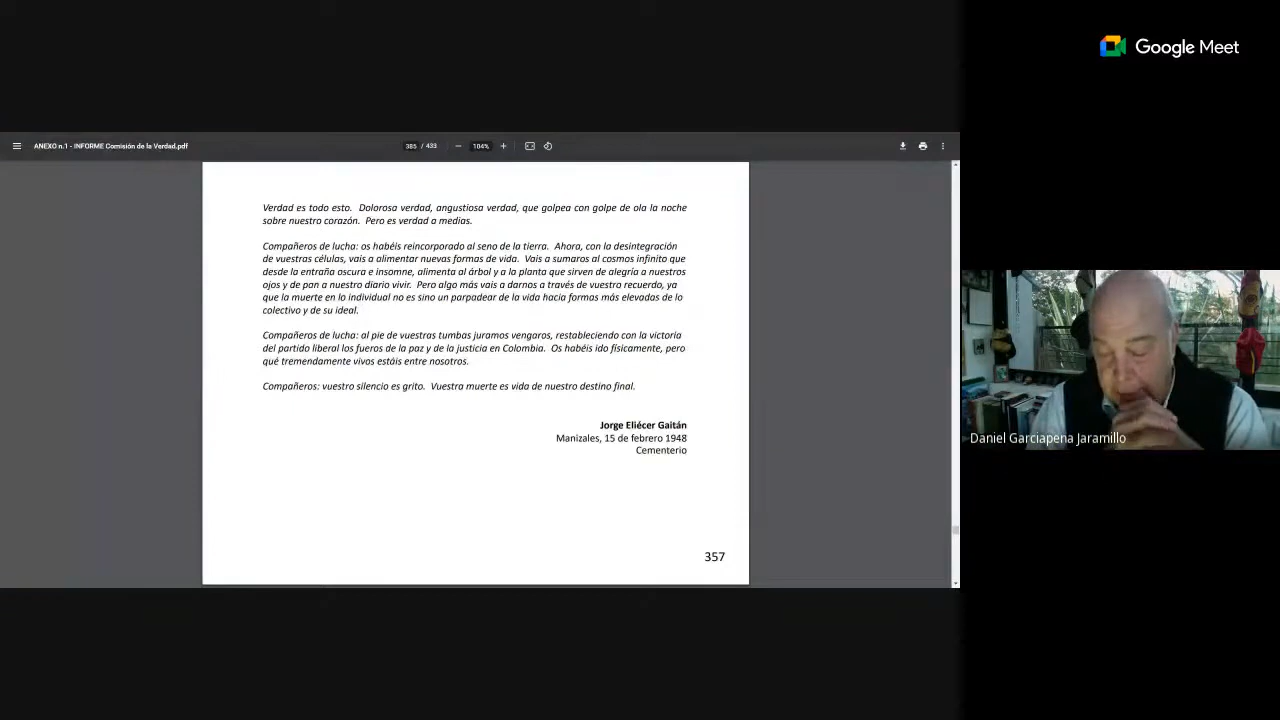 Google Meet
ANEXO n.1 - INFORME Comisión de la Verdad.pdf
385 / 433
104%
Verdad es todo esto. Dolorosa verdad, angustiosa verdad, que golpea con golpe de ola la noche
sobre nuestro corazón. Pero es verdad a medias.
Compañeros de lucha: os habéis reincorporado al seno de la tierra. Ahora, con la desintegración
de vuestras células, vais a alimentar nuevas formas de vida. Vais a sumaros al cosmos infinito que
desde la entraña oscura e insomne, alimenta al árbol y a la planta que sirven de alegría a nuestros
ojos y de pan a nuestro diario vivir. Pero algo más vais a darnos a través de vuestro recuerdo, ya
que la muerte en lo individual no es sino un parpadear de la vida hacia formas más elevadas de lo
colectivo y de su ideal.
Compañeros de lucha: al pie de vuestras tumbas juramos vengaros, restableciendo con la victoria
del partido liberal los fueros de la paz y de la justicia en Colombia. Os habéis ido físicamente, pero
qué tremendamente vivos estáis entre nosotros.
Compañeros: vuestro silencio es grito. Vuestra muerte es vida de nuestro destino final.
Jorge Eliécer Gaitán
Manizales, 15 de febrero 1948
Cementerio
357
Daniel Garciapena Jaramillo